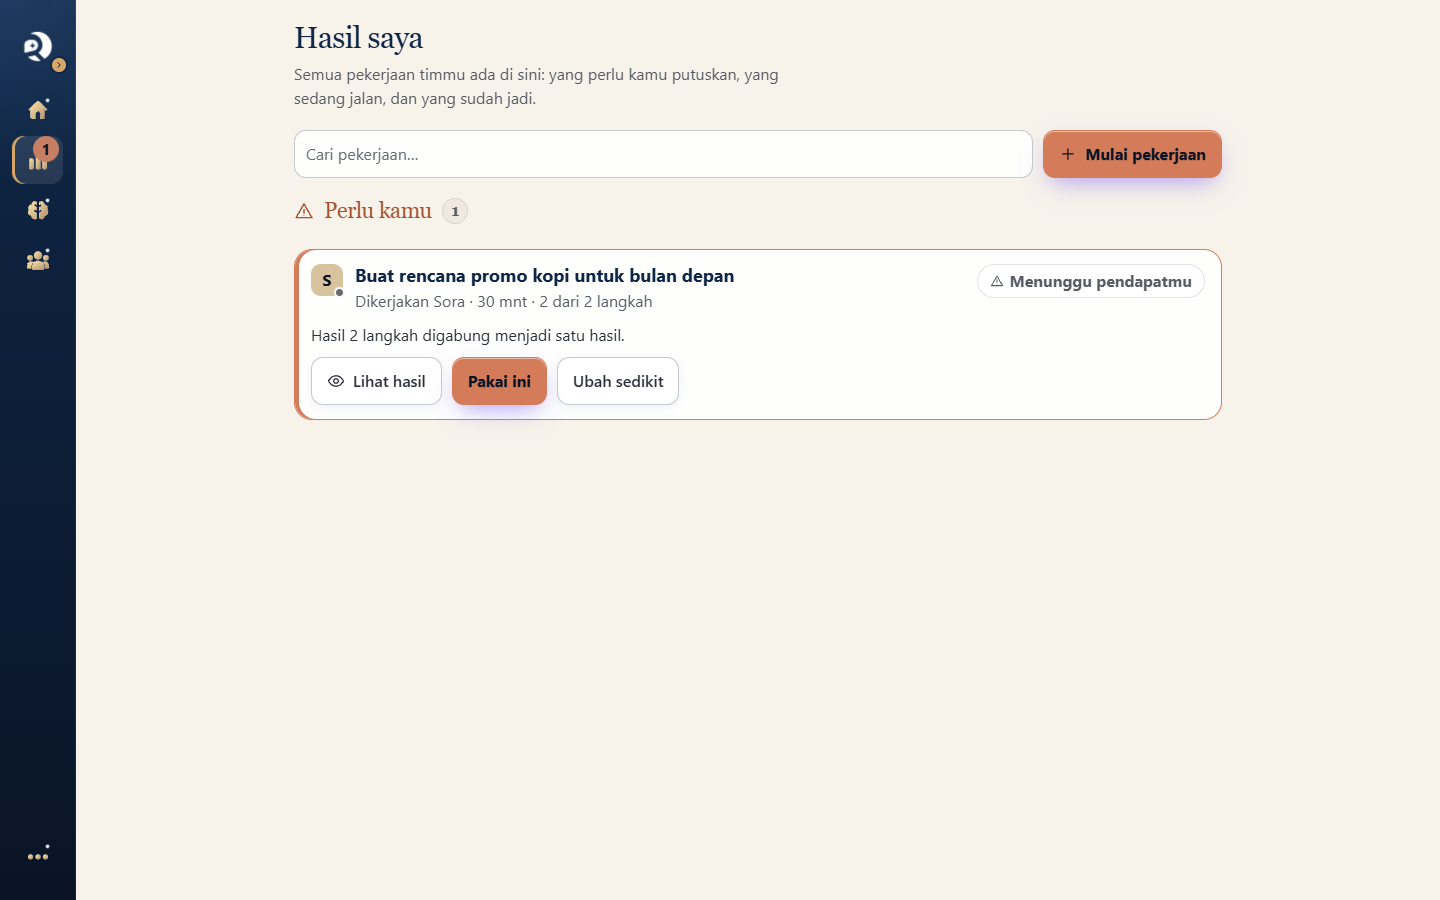 Hasil saya
Semua pekerjaan timmu ada di sini: yang perlu kamu putuskan, yang
sedang jalan, dan yang sudah jadi.
Cari pekerjaan...
+ Mulai pekerjaan
1
Perlu kamu 1
S
Buat rencana promo kopi untuk bulan depan
Menunggu pendapatmu
Dikerjakan Sora · 30 mnt · 2 dari 2 langkah
Hasil 2 langkah digabung menjadi satu hasil.
Lihat hasil
Pakai ini
Ubah sedikit